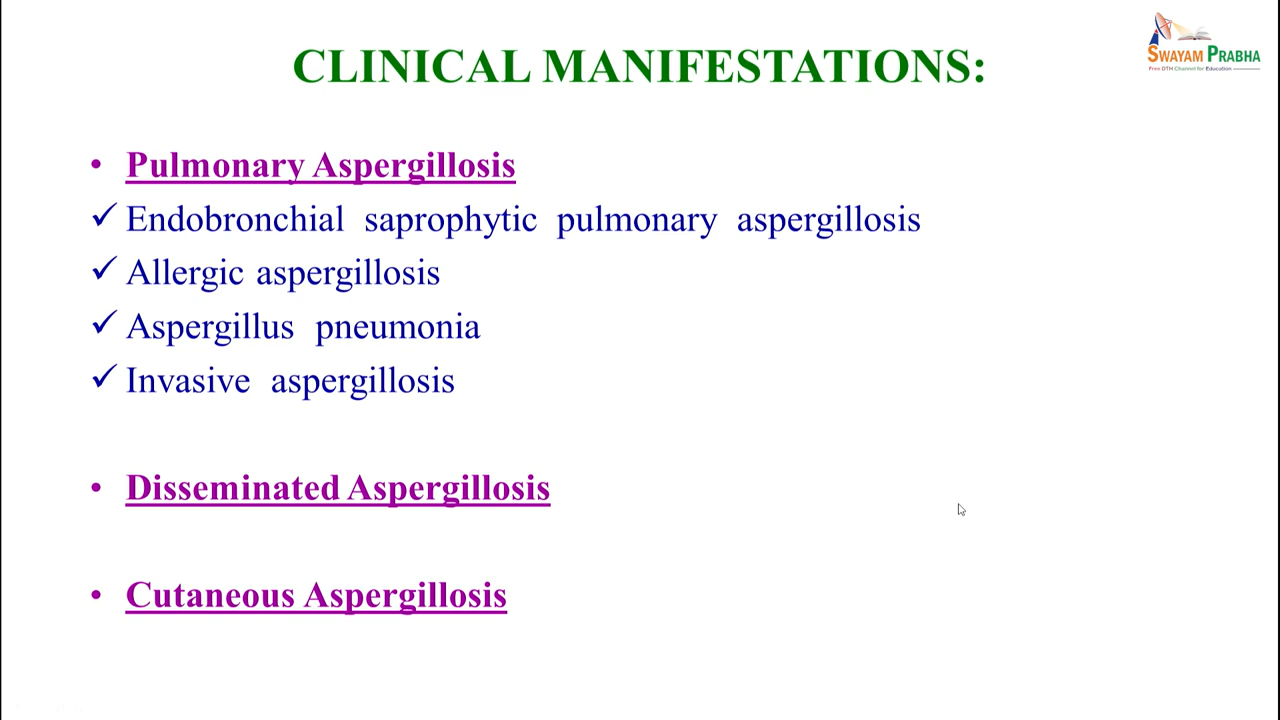 SWAYAM PRABHA
Free DTH Channel for Education
CLINICAL MANIFESTATIONS:
• Pulmonary Aspergillosis
✓ Endobronchial saprophytic pulmonary aspergillosis
✓ Allergic aspergillosis
✓ Aspergillus pneumonia
✓ Invasive aspergillosis
• Disseminated Aspergillosis
• Cutaneous Aspergillosis